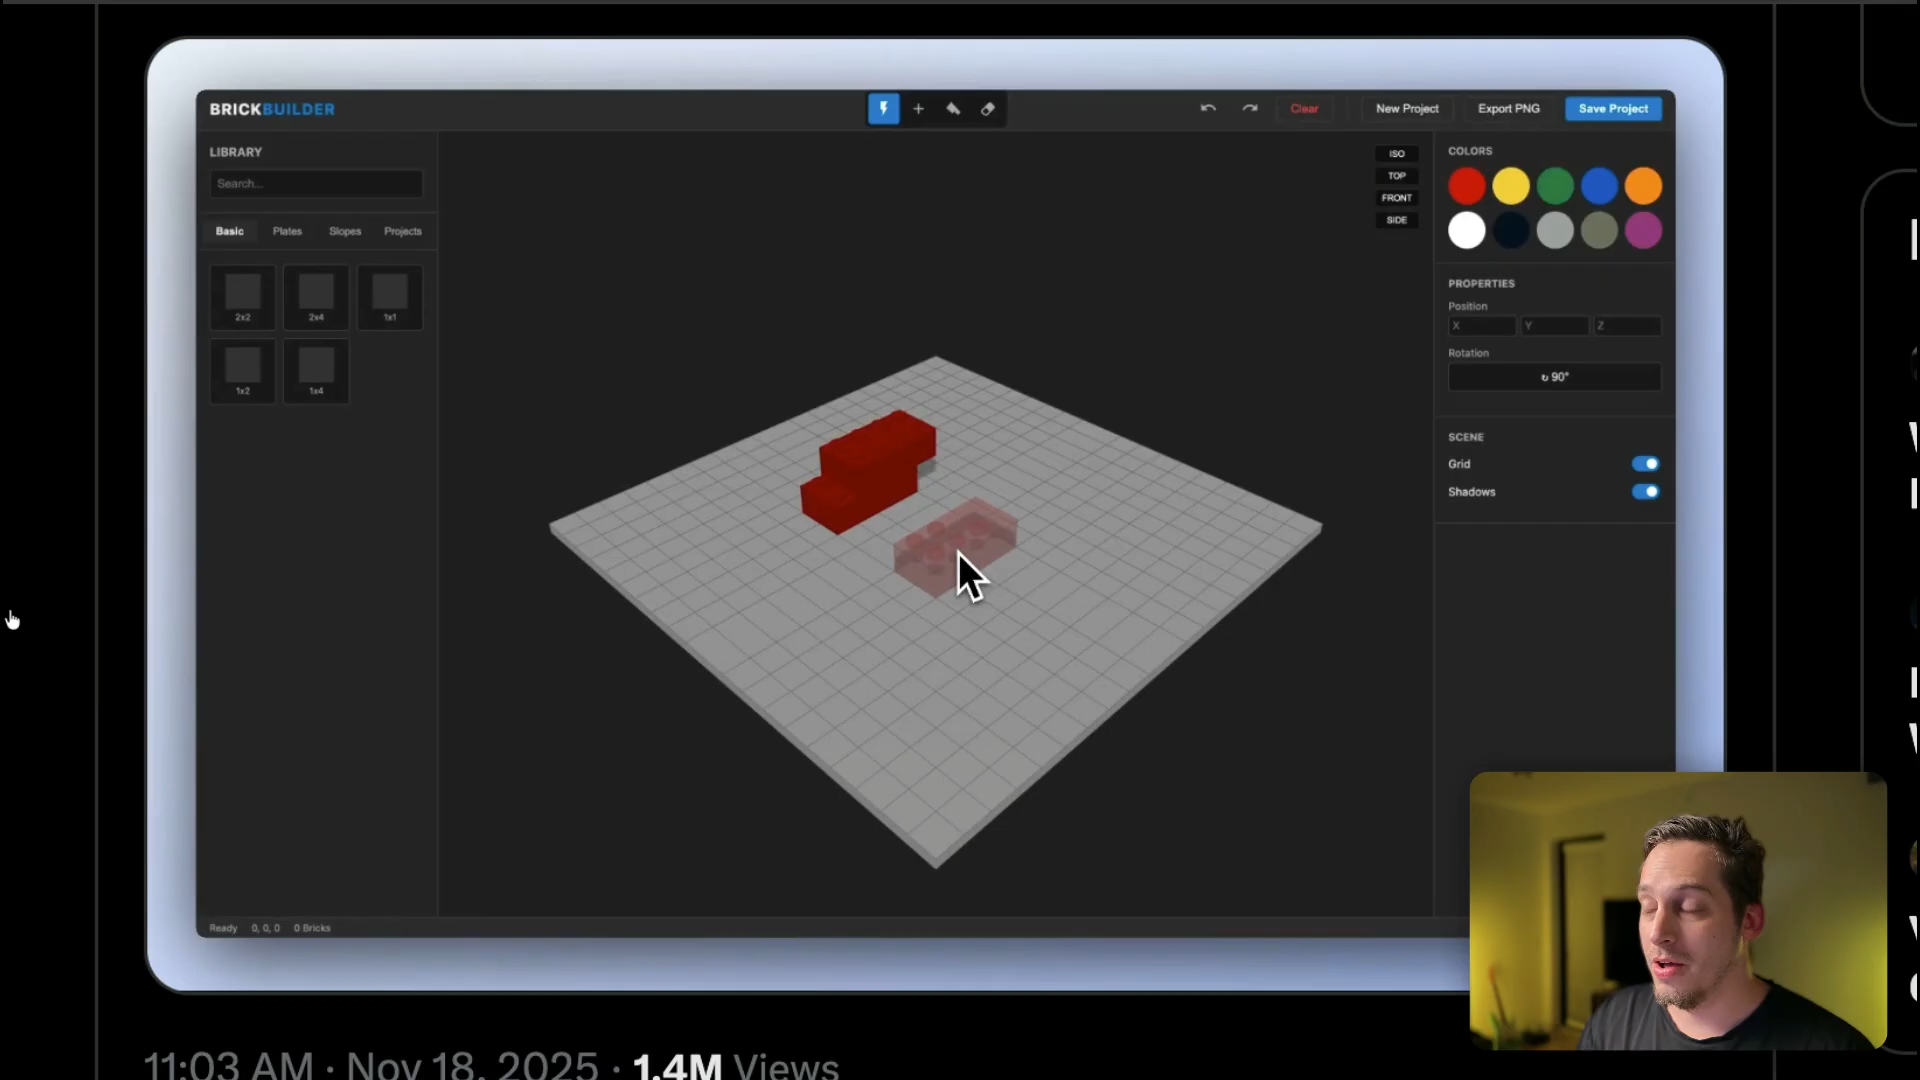 BRICKBUILDER
Clear
New Project
Export PNG
Save Project
LIBRARY
Search...
Basic
Plates
Slopes
Projects
2x2
2x4
1x1
1x2
1x4
ISO
TOP
FRONT
SIDE
COLORS
PROPERTIES
Position
X
Y
Z
Rotation
↻ 90°
SCENE
Grid
Shadows
Ready 0, 0, 0 0 Bricks
11:03 AM · Nov 18, 2025 · 1.4M Views